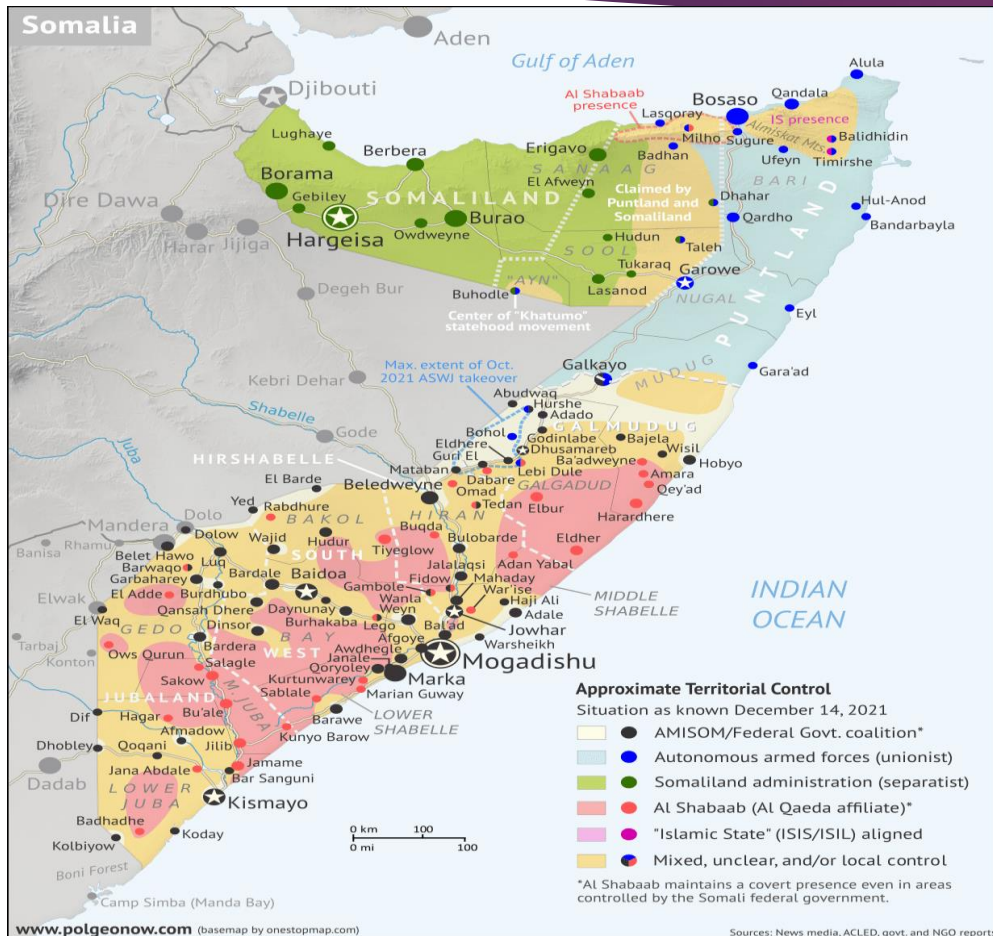 Somalia
Aden
Gulf of Aden
Djibouti
Alula
Qandala
Bosaso
Al Shabaab
presence
Lasqoray
IS presence
Almiskat Mts.
Lughaye
Berbera
Erigavo
Milho
Sugure
Balidhidin
Badhan
Ufeyn
Timirshe
SANAAG
BARI
Borama
El Afweyn
Gebiley
SOMALILAND
Claimed by
Puntland and
Somaliland
Dhahar
Hul-Anod
Dire Dawa
Burao
Qardho
Bandarbayla
Hargeisa
Owdweyne
Harar
Jijiga
Hudun
Taleh
SOOL
Tukaraq
Garowe
PUNTLAND
"AYN"
Lasanod
NUGAL
Degeh Bur
Buhodle
Center of "Khatumo"
statehood movement
Eyl
Galkayo
MUDUG
Gara'ad
Max. extent of Oct.
2021 ASWJ takeover
Kebri Dehar
Abudwaq
Hurshe
Adado
Shabelle
GALMUDUG
Juba
Gode
Bohol
Godinlabe
Bajela
Eldhere
Dhusamareb
Wisil
HIRSHABELLE
Guri El
Ba'adweyne
Hobyo
Mataban
Lebi Dule
Amara
El Barde
Dabare
GALGADUD
Beledweyne
Omad
Qey'ad
Yed
Tedan
Elbur
Rabdhure
HIRAN
Harardhere
Dolo
BAKOL
Buqda
Mandera
Dolow
Wajid
Banisa
Rhamu
Hudur
Bulobarde
Eldher
Belet Hawo
Luq
SOUTH
Tiyeglow
Barwaqo
Bardale
Jalalaqsi
Adan Yabal
Garbaharey
Baidoa
Fidow
Mahaday
El Adde
Burdhubo
Gambole
War'ise
Elwak
Wanla
Weyn
MIDDLE
SHABELLE
Qansah Dhere
Daynunay
Haji Ali
El Waq
Adale
GEDO
Dinsor
Burhakaba
Lego
Bal'ad
Jowhar
BAY
Afgoye
Tarbaj
Bardera
Awdhegle
Warsheikh
Konton
Ows Qurun
WEST
Janale
Mogadishu
Salagle
Qoryoley
Marka
Sakow
Kurtunwarey
JUBALAND
M. JUBA
Sablale
Marian Guway
Dif
Hagar
Bu'ale
Barawe
LOWER
SHABELLE
Afmadow
Kunyo Barow
Dhobley
Qoqani
Jilib
Dadab
Jana Abdale
Jamame
LOWER
JUBA
Bar Sanguni
Kismayo
Badhadhe
Koday
Kolbiyow
Boni Forest
Camp Simba (Manda Bay)
0 km 100
0 mi 100
INDIAN
OCEAN
Approximate Territorial Control
Situation as known December 14, 2021
AMISOM/Federal Govt. coalition*
Autonomous armed forces (unionist)
Somaliland administration (separatist)
Al Shabaab (Al Qaeda affiliate)*
"Islamic State" (ISIS/ISIL) aligned
Mixed, unclear, and/or local control
*Al Shabaab maintains a covert presence even in areas
controlled by the Somali federal government.
www.polgeonow.com (basemap by onestopmap.com)
Sources: News media, ACLED, govt. and NGO reports